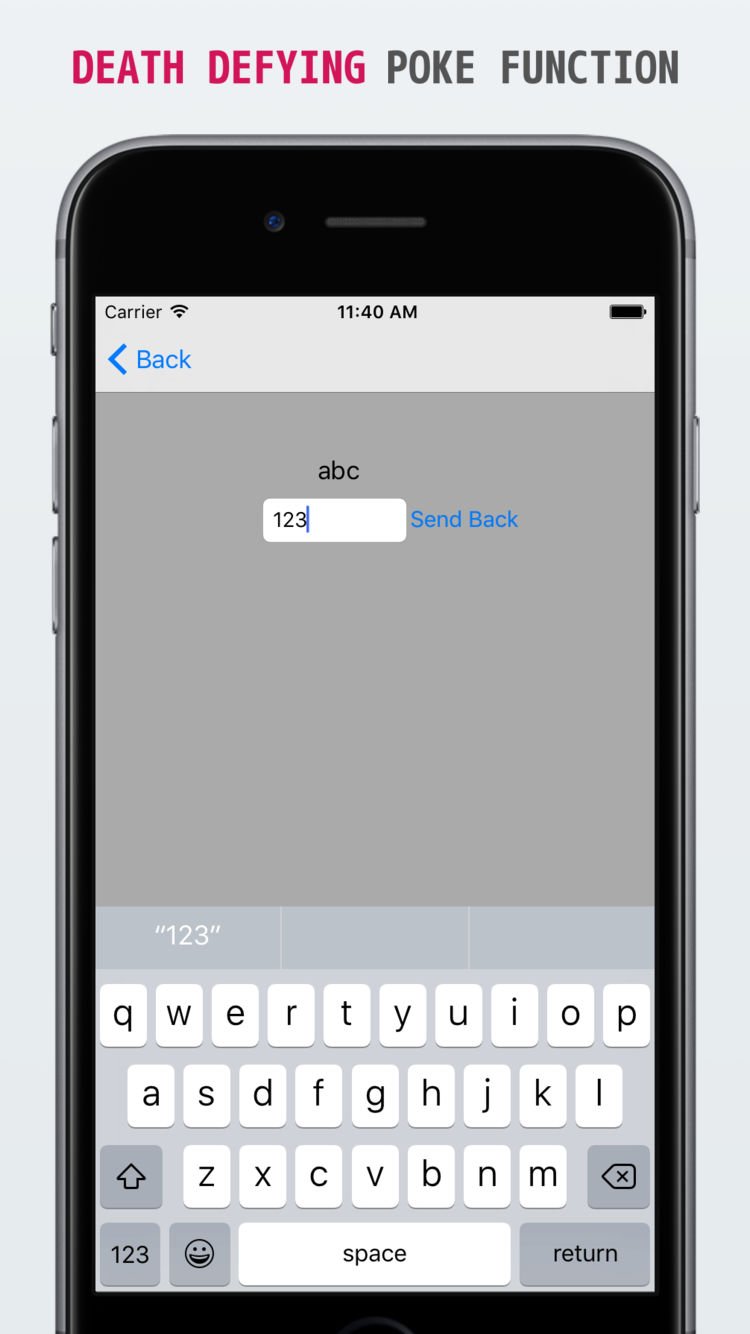 DEATH DEFYING POKE FUNCTION
Carrier 11:40 AM
Back
abc
123 Send Back
“123”
q w e r t y u i o p
a s d f g h j k l
z x c v b n m
123 space return